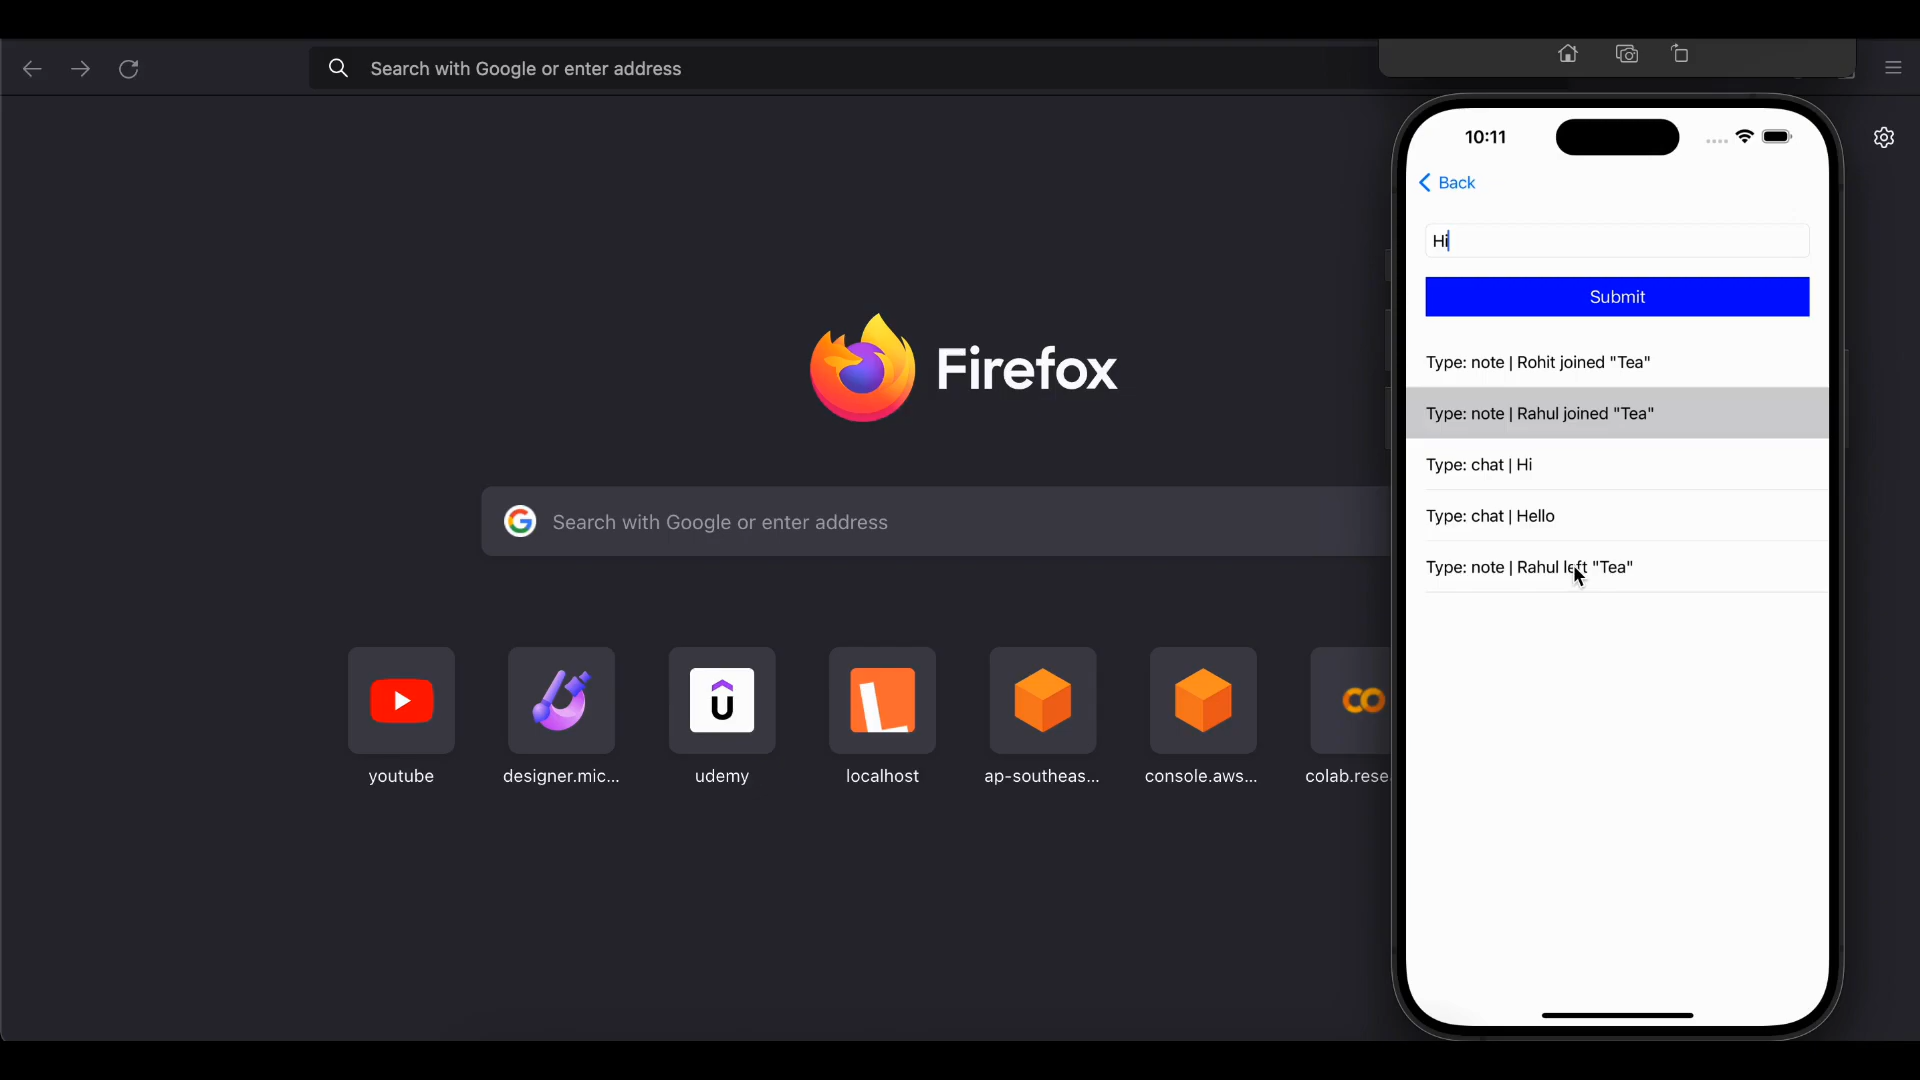 Search with Google or enter address
10:11
Back
Hi
Submit
Type: note | Rohit joined "Tea"
Type: note | Rahul joined "Tea"
Type: chat | Hi
Type: chat | Hello
Type: note | Rahul left "Tea"
Firefox
Search with Google or enter address
youtube
designer.mic...
udemy
localhost
ap-southeas...
console.aws...
colab.rese